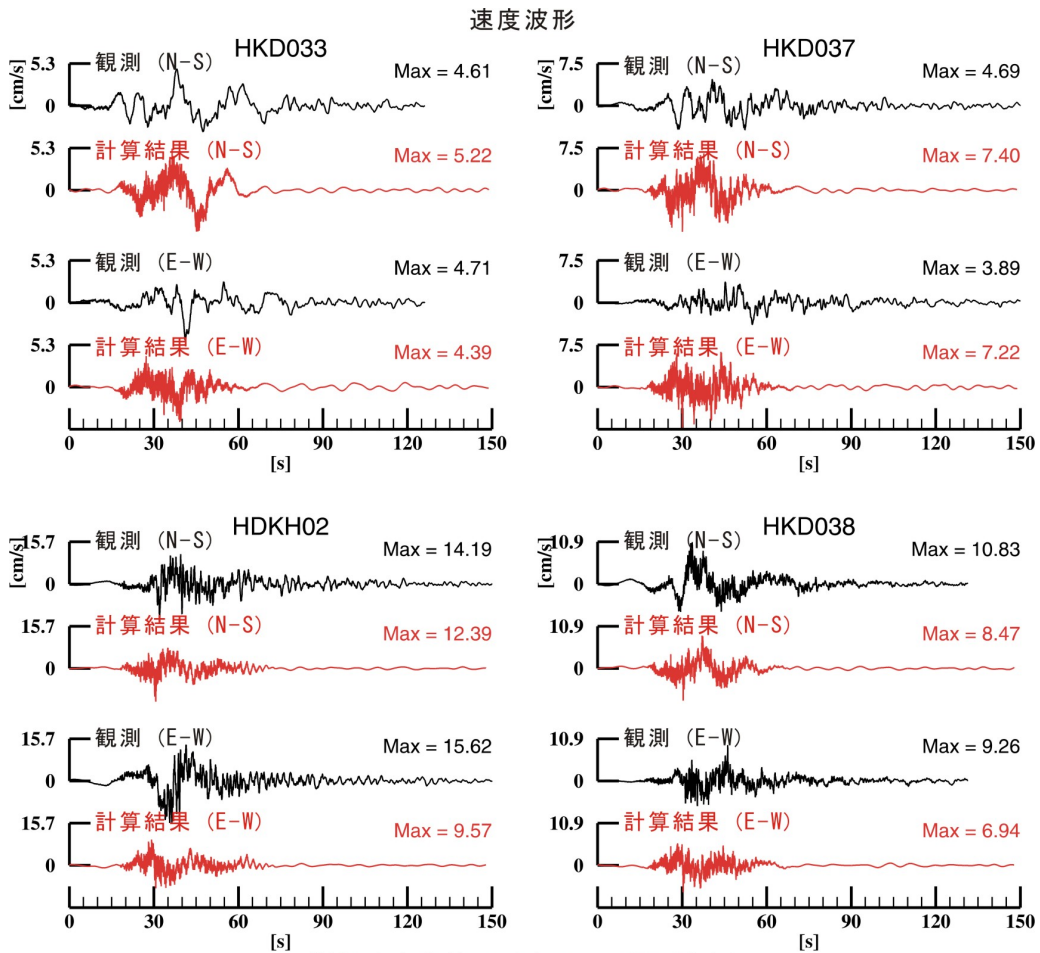 速度波形
HKD033
[cm/s]
5.3
0
観測 (N-S)
Max = 4.61
5.3
0
計算結果 (N-S)
Max = 5.22
5.3
0
観測 (E-W)
Max = 4.71
5.3
0
計算結果 (E-W)
Max = 4.39
0 30 60 90 120 150
[s]
HKD037
[cm/s]
7.5
0
観測 (N-S)
Max = 4.69
7.5
0
計算結果 (N-S)
Max = 7.40
7.5
0
観測 (E-W)
Max = 3.89
7.5
0
計算結果 (E-W)
Max = 7.22
0 30 60 90 120 150
[s]
HDKH02
[cm/s]
15.7
0
観測 (N-S)
Max = 14.19
15.7
0
計算結果 (N-S)
Max = 12.39
15.7
0
観測 (E-W)
Max = 15.62
15.7
0
計算結果 (E-W)
Max = 9.57
0 30 60 90 120 150
[s]
HKD038
[cm/s]
10.9
0
観測 (N-S)
Max = 10.83
10.9
0
計算結果 (N-S)
Max = 8.47
10.9
0
観測 (E-W)
Max = 9.26
10.9
0
計算結果 (E-W)
Max = 6.94
0 30 60 90 120 150
[s]